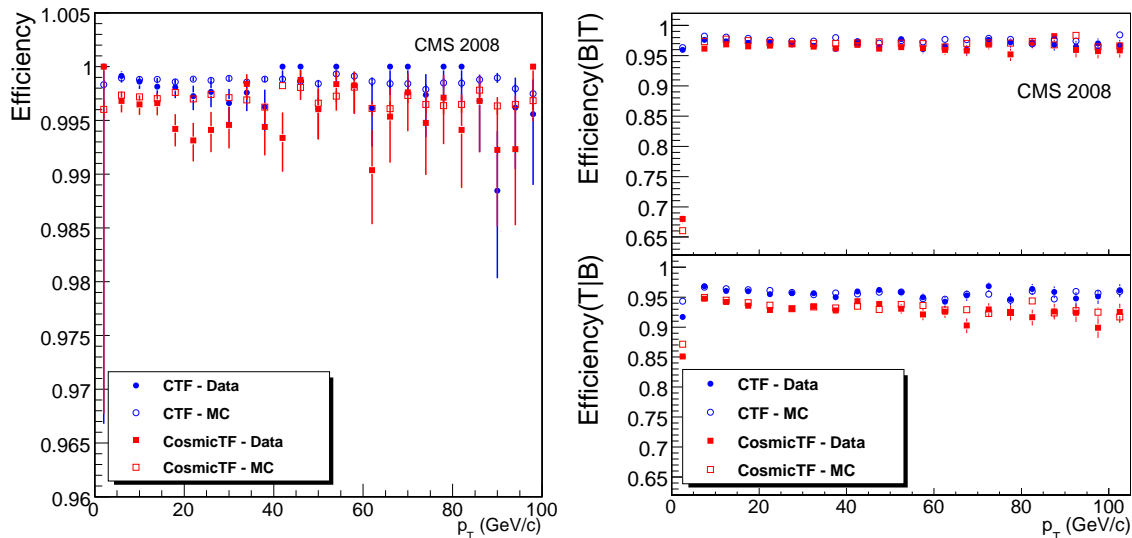 Efficiency
CMS 2008
1.005
1
0.995
0.99
0.985
0.98
0.975
0.97
0.965
0.96
CTF - Data
CTF - MC
CosmicTF - Data
CosmicTF - MC
0 20 40 60 80 100
p_T (GeV/c)
Efficiency(B|T)
CMS 2008
1
0.95
0.9
0.85
0.8
0.75
0.7
0.65
Efficiency(T|B)
1
0.95
0.9
0.85
0.8
0.75
0.7
0.65
CTF - Data
CTF - MC
CosmicTF - Data
CosmicTF - MC
0 20 40 60 80 100
p_T (GeV/c)